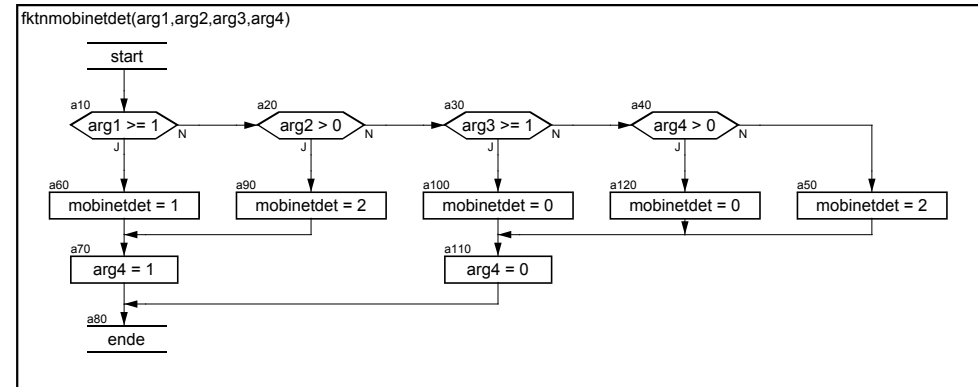 fktnmobinetdet(arg1,arg2,arg3,arg4)
start
a10
arg1 >= 1
N
J
a20
arg2 > 0
N
J
a30
arg3 >= 1
N
J
a40
arg4 > 0
N
J
a60
mobinetdet = 1
a90
mobinetdet = 2
a100
mobinetdet = 0
a120
mobinetdet = 0
a50
mobinetdet = 2
a70
arg4 = 1
a110
arg4 = 0
a80
ende